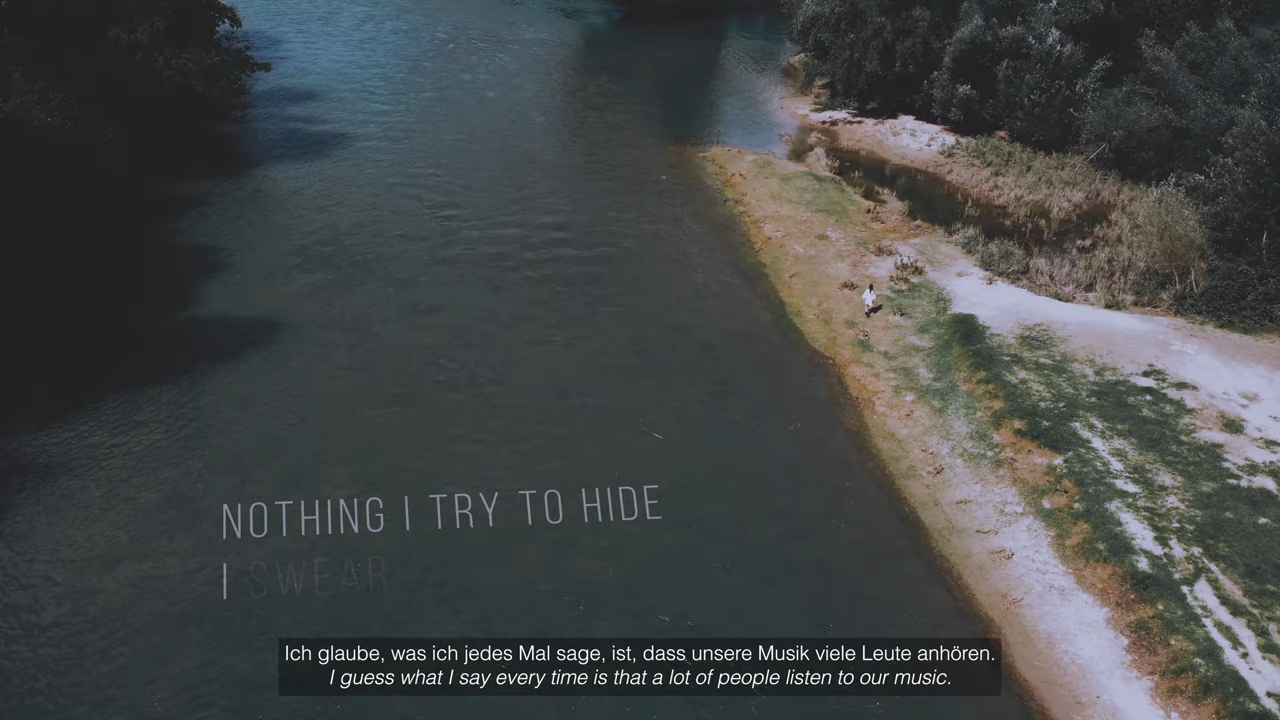 NOTHING I TRY TO HIDE
I SWEAR
Ich glaube, was ich jedes Mal sage, ist, dass unsere Musik viele Leute anhören.
I guess what I say every time is that a lot of people listen to our music.